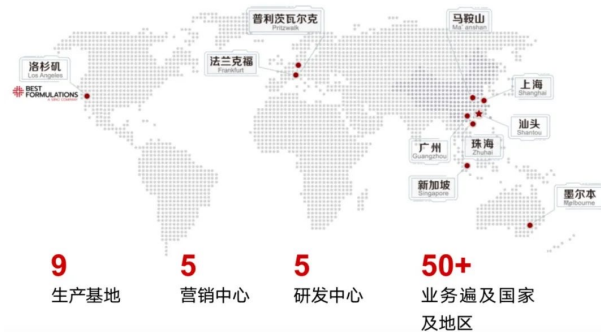 普利茨瓦尔克
Pritzwalk
马鞍山
Ma'anshan
洛杉矶
Los Angeles
BEST
FORMULATIONS
法兰克福
Frankfurt
上海
Shanghai
汕头
Shantou
广州
Guangzhou
珠海
Zhuhai
新加坡
Singapore
墨尔本
Melbourne
9
生产基地
5
营销中心
5
研发中心
50+
业务遍及国家
及地区